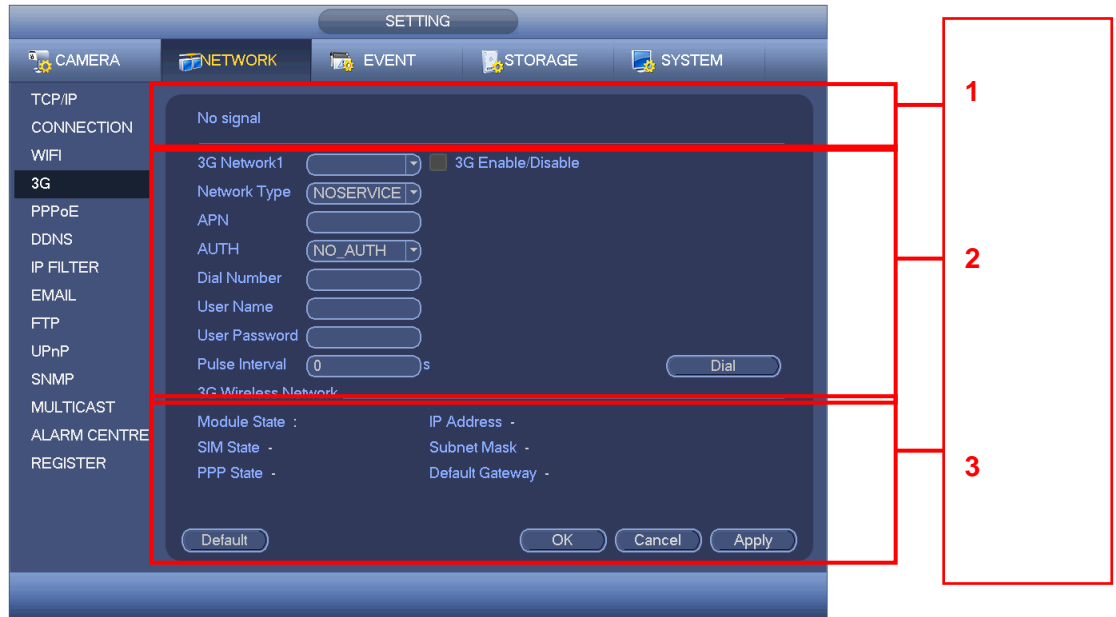 SETTING
CAMERA NETWORK EVENT STORAGE SYSTEM
TCP/IP
CONNECTION
WIFI
3G
PPPoE
DDNS
IP FILTER
EMAIL
FTP
UPnP
SNMP
MULTICAST
ALARM CENTRE
REGISTER
No signal
3G Network1 3G Enable/Disable
Network Type NOSERVICE
APN
AUTH NO_AUTH
Dial Number
User Name
User Password
Pulse Interval 0 s Dial
3G Wireless Network
Module State : IP Address -
SIM State - Subnet Mask -
PPP State - Default Gateway -
Default OK Cancel Apply
1
2
3